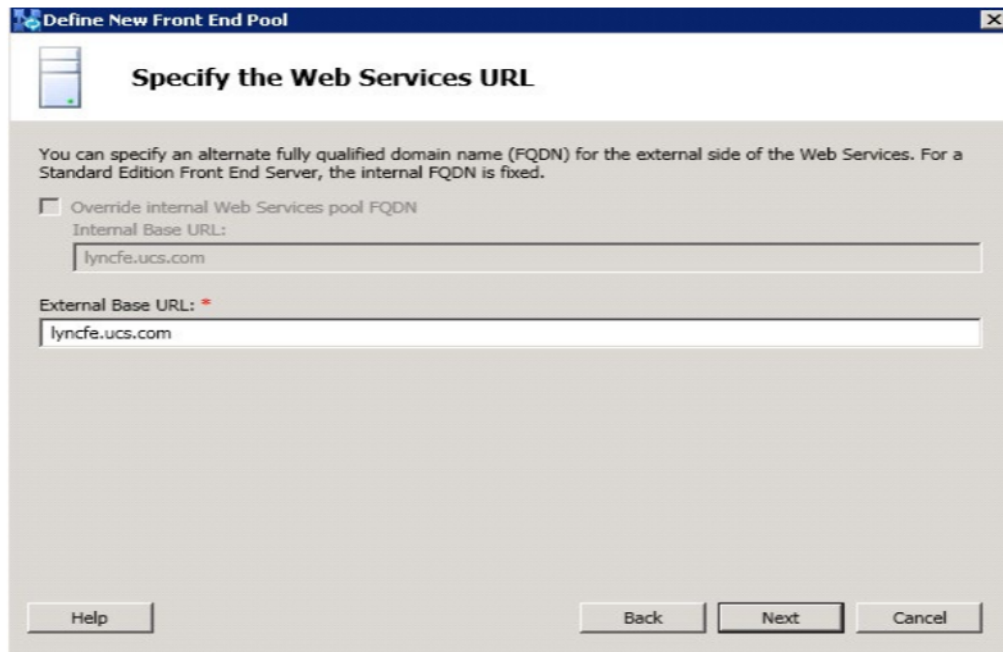 Define New Front End Pool
Specify the Web Services URL
You can specify an alternate fully qualified domain name (FQDN) for the external side of the Web Services. For a
Standard Edition Front End Server, the internal FQDN is fixed.
Override internal Web Services pool FQDN
Internal Base URL:
lyncfe.ucs.com
External Base URL: *
lyncfe.ucs.com
Help Back Next Cancel